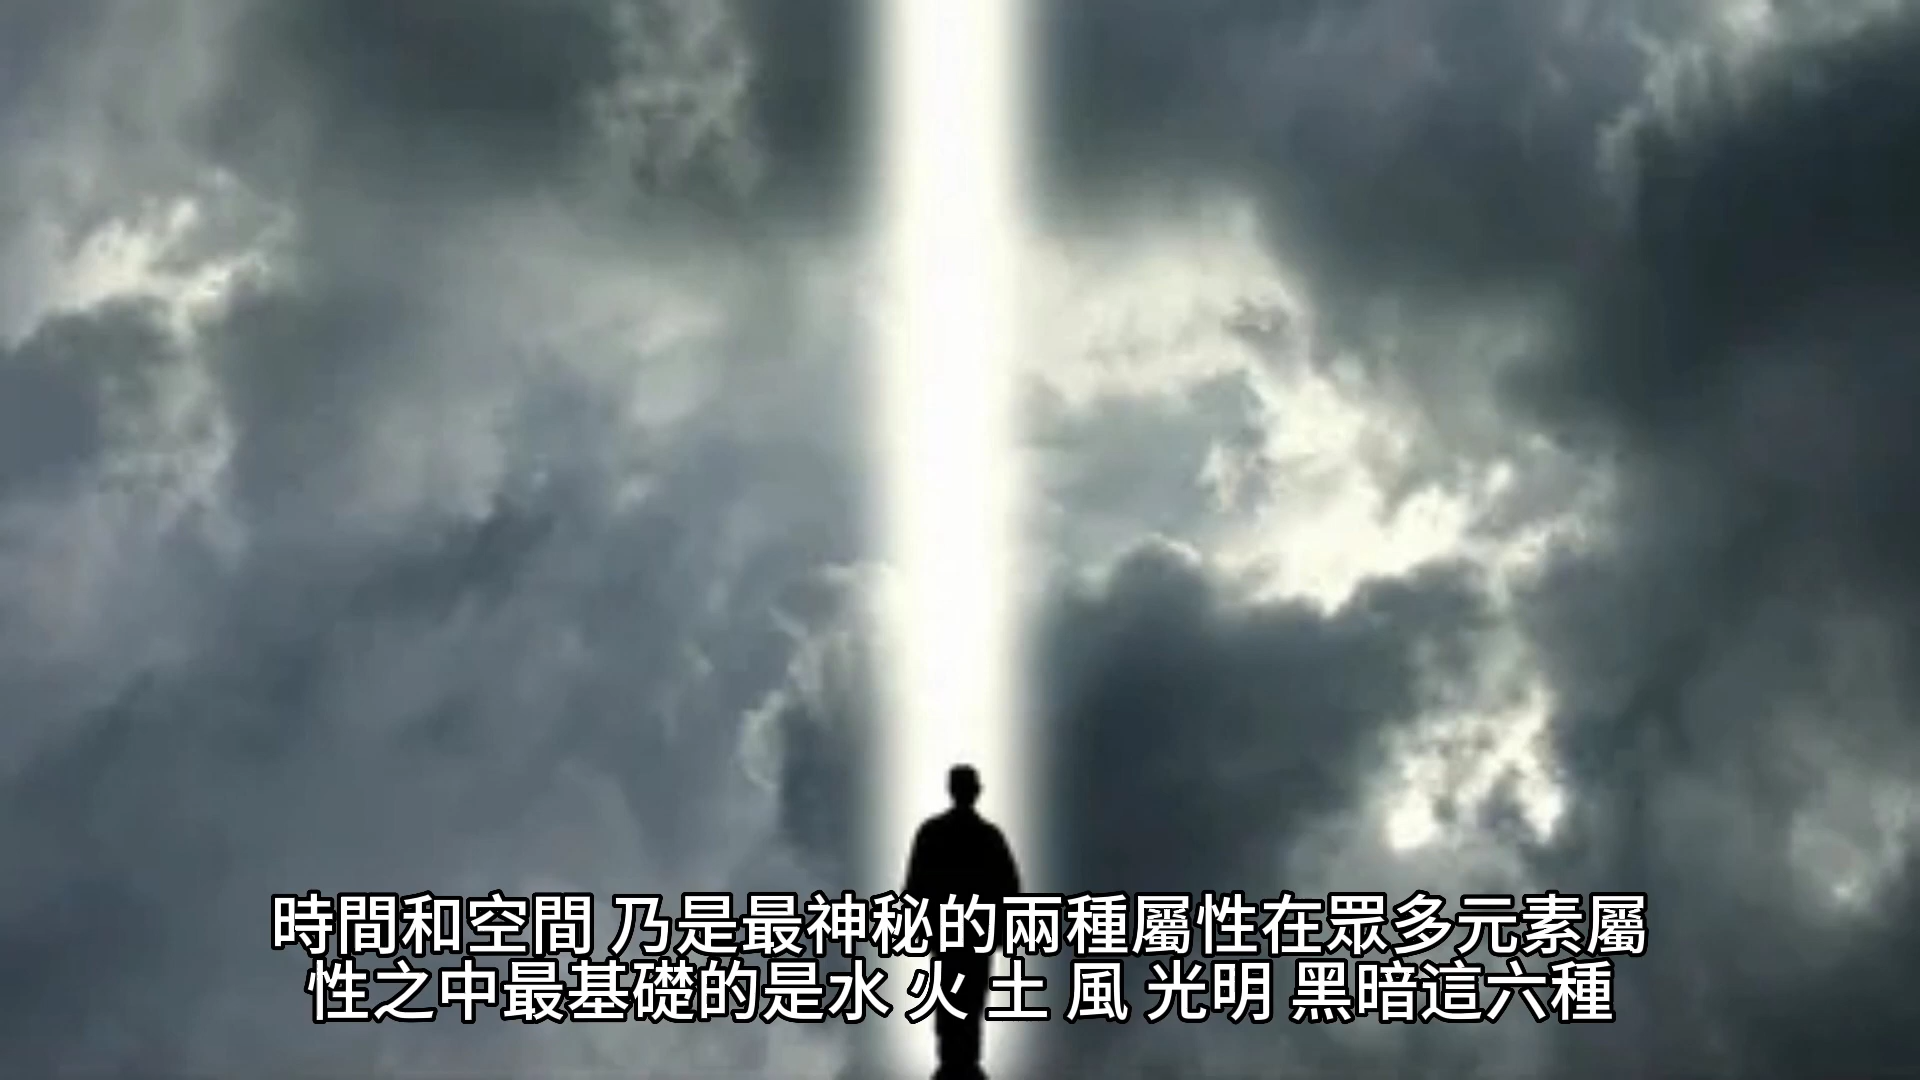 時間和空間 乃是最神秘的兩種屬性在眾多元素屬
性之中最基礎的是水 火 土 風 光明 黑暗這六種